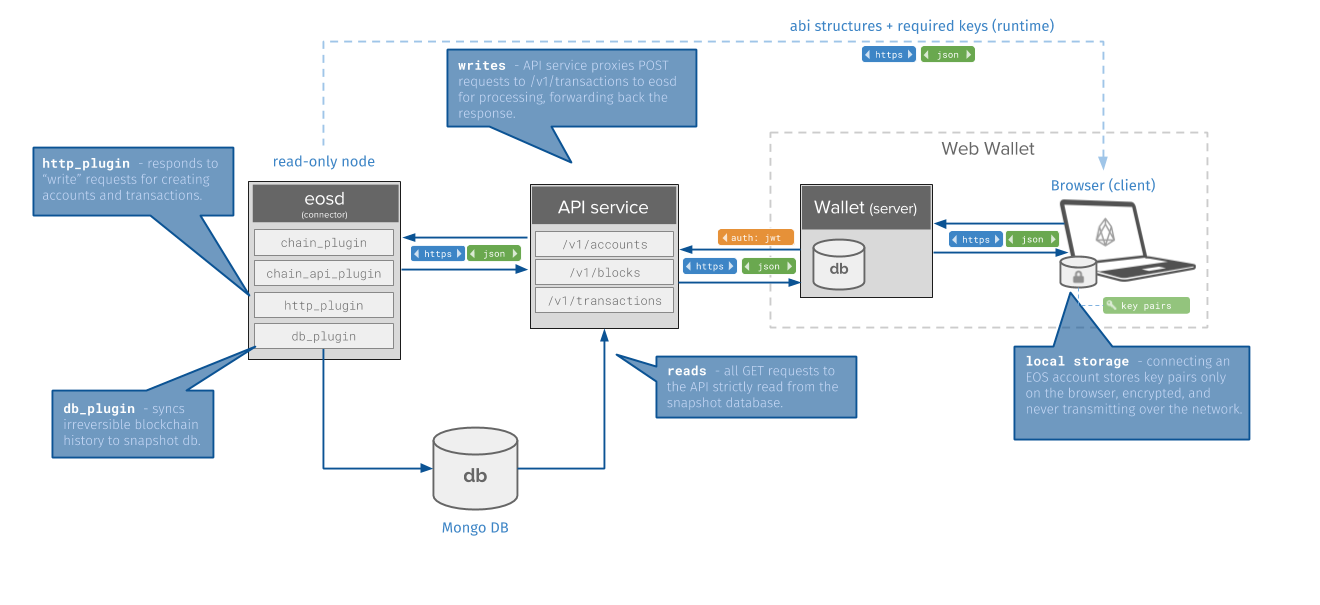 abi structures + required keys (runtime)
https
json
writes - API service proxies POST
requests to /v1/transactions to eosd
for processing, forwarding back the
response.
http_plugin - responds to
“write” requests for creating
accounts and transactions.
read-only node
eosd
(connector)
chain_plugin
chain_api_plugin
http_plugin
db_plugin
https
json
API service
/v1/accounts
/v1/blocks
/v1/transactions
auth: jwt
https
json
Web Wallet
Wallet (server)
db
https
json
Browser (client)
key pairs
local storage - connecting an
EOS account stores key pairs only
on the browser, encrypted, and
never transmitting over the network.
reads - all GET requests to
the API strictly read from the
snapshot database.
db_plugin - syncs
irreversible blockchain
history to snapshot db.
db
Mongo DB